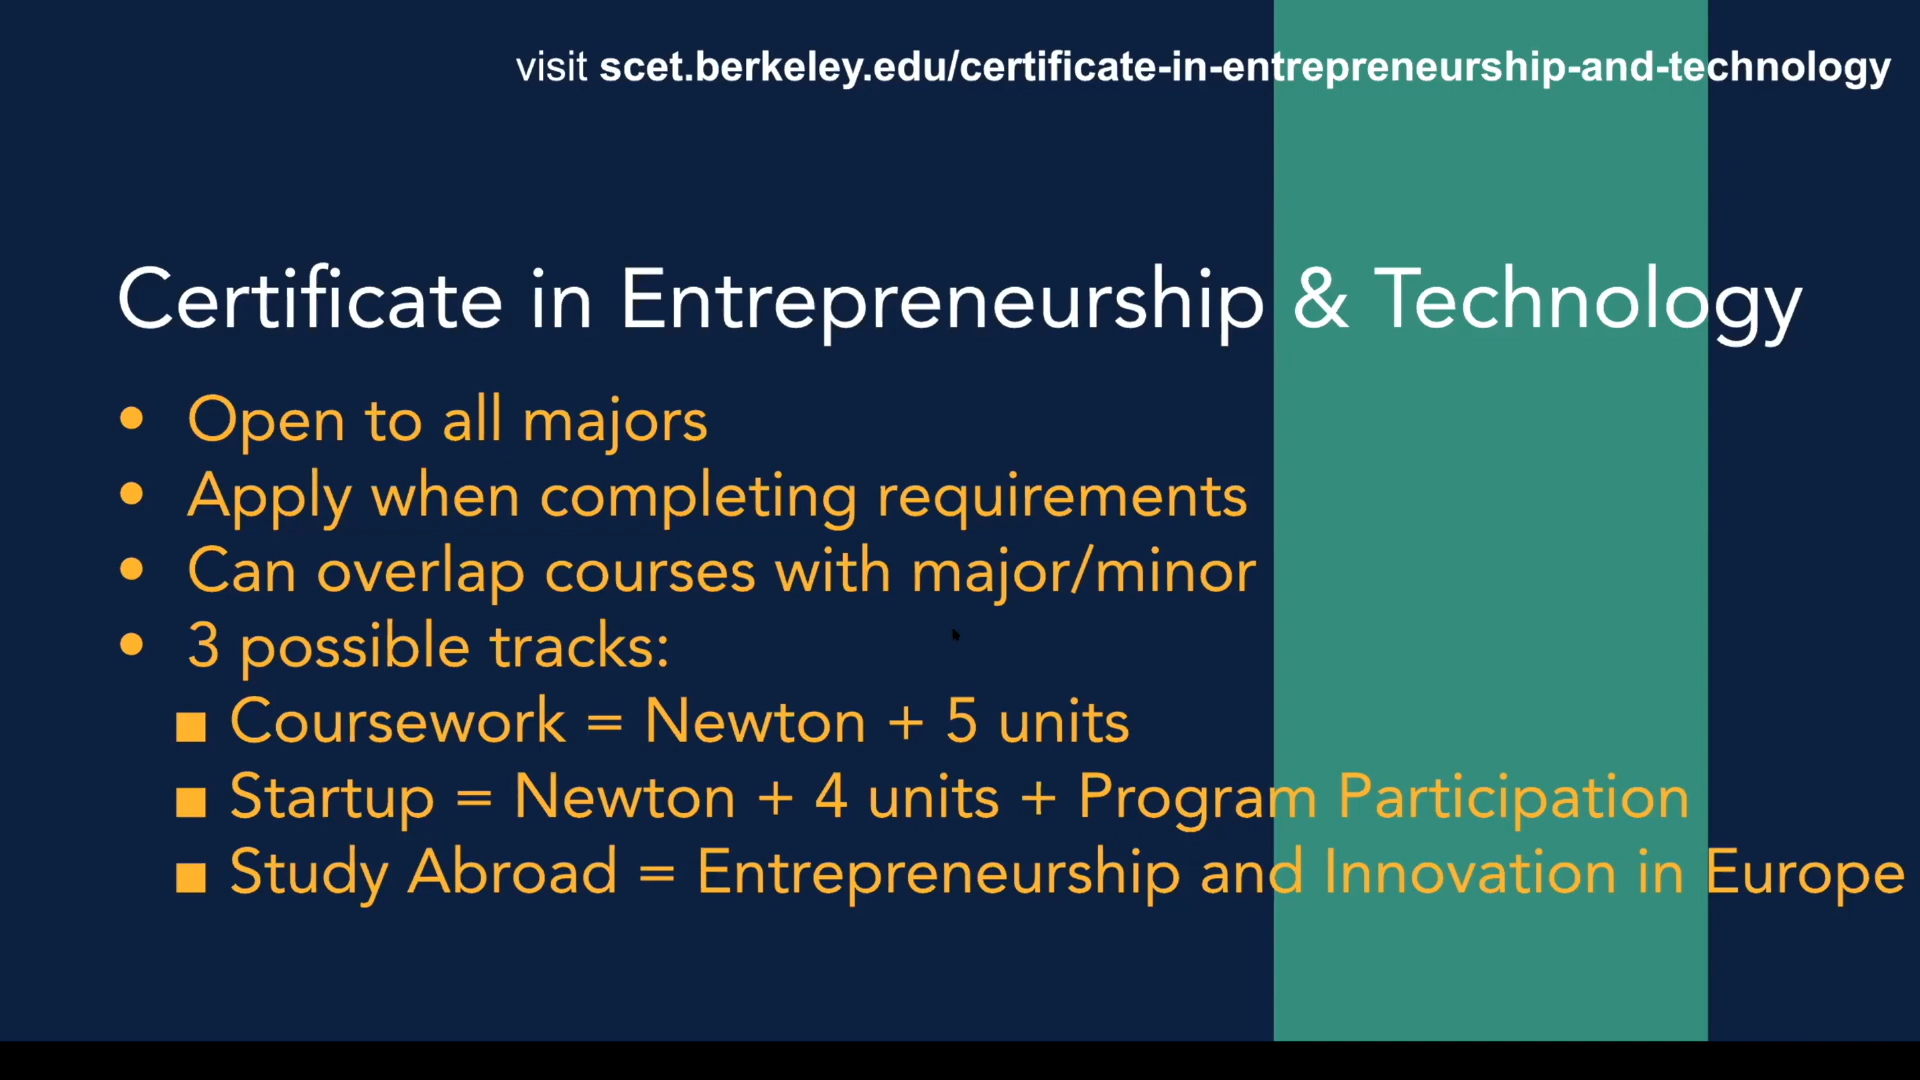 visit scet.berkeley.edu/certificate-in-entrepreneurship-and-technology
Certificate in Entrepreneurship & Technology
• Open to all majors
• Apply when completing requirements
• Can overlap courses with major/minor
• 3 possible tracks:
■ Coursework = Newton + 5 units
■ Startup = Newton + 4 units + Program Participation
■ Study Abroad = Entrepreneurship and Innovation in Europe